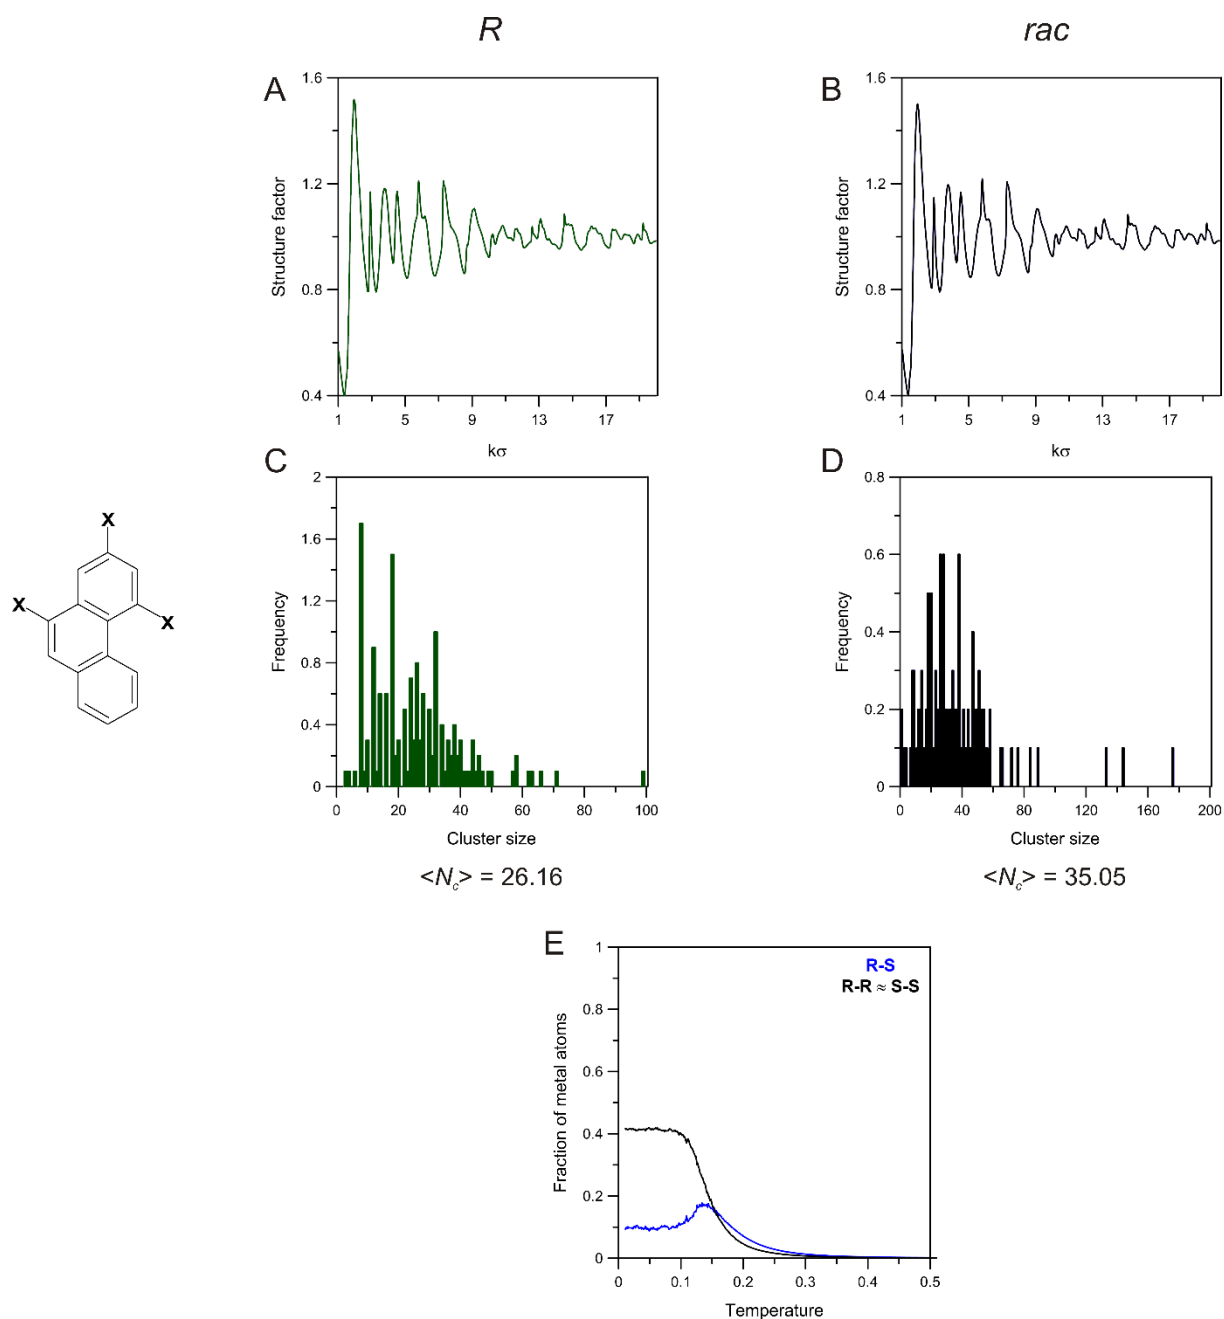 R
rac
A
1.6
1.2
0.8
0.4
Structure factor
1
5
9
13
17
kσ
B
1.6
1.2
0.8
0.4
Structure factor
1
5
9
13
17
kσ
X
X
X
C
2
1.6
1.2
0.8
0.4
0
Frequency
0
20
40
60
80
100
Cluster size
<Nc> = 26.16
D
0.8
0.6
0.4
0.2
0
Frequency
0
40
80
120
160
200
Cluster size
<Nc> = 35.05
E
1
0.8
0.6
0.4
0.2
0
Fraction of metal atoms
R-S
R-R ≈ S-S
0
0.1
0.2
0.3
0.4
0.5
Temperature